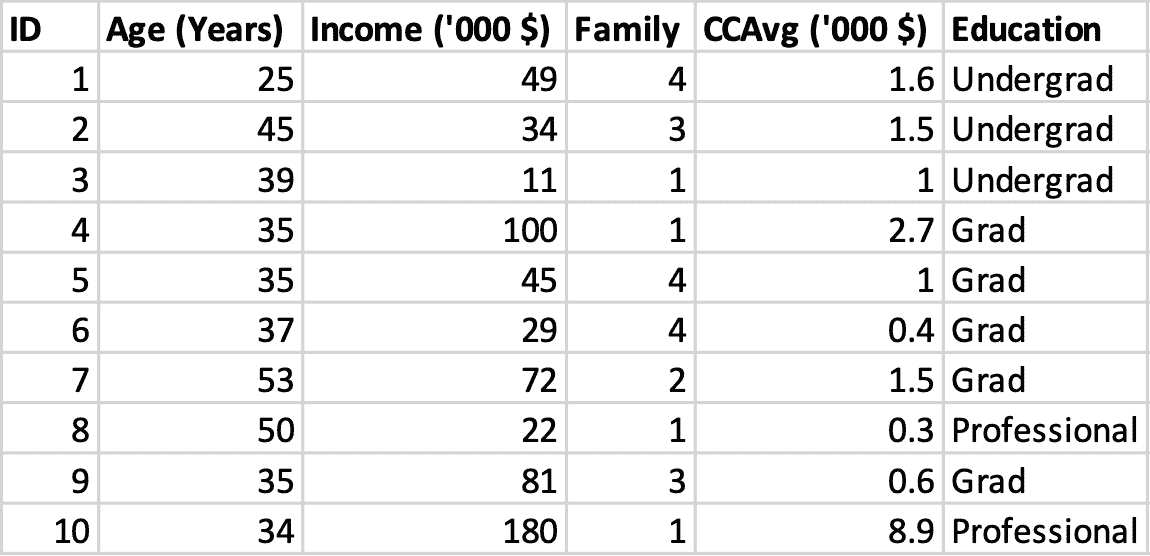 ID Age (Years) Income ('000 $) Family CCAvg ('000 $) Education
1 25 49 4 1.6 Undergrad
2 45 34 3 1.5 Undergrad
3 39 11 1 1 Undergrad
4 35 100 1 2.7 Grad
5 35 45 4 1 Grad
6 37 29 4 0.4 Grad
7 53 72 2 1.5 Grad
8 50 22 1 0.3 Professional
9 35 81 3 0.6 Grad
10 34 180 1 8.9 Professional